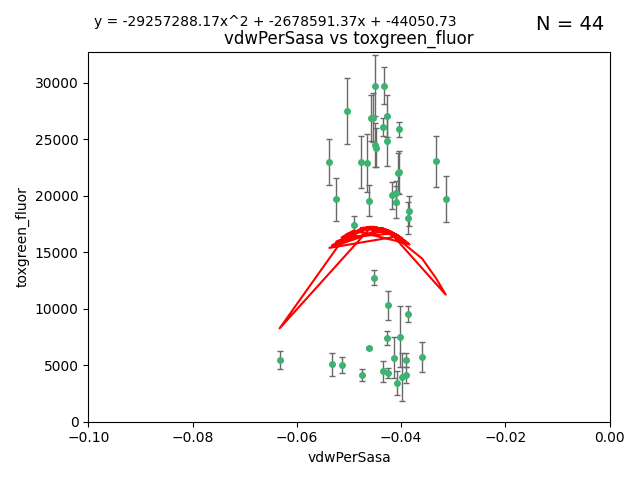 y = -29257288.17x^2 + -2678591.37x + -44050.73
N = 44
vdwPerSasa vs toxgreen_fluor
toxgreen_fluor
30000
25000
20000
15000
10000
5000
0
−0.10
−0.08
−0.06
−0.04
−0.02
0.00
vdwPerSasa